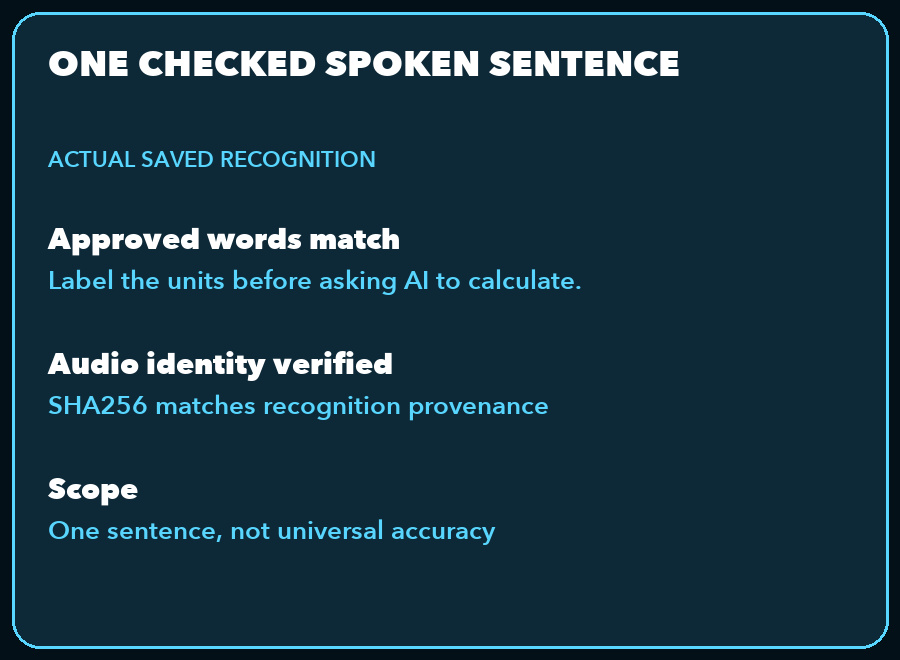 ONE CHECKED SPOKEN SENTENCE
ACTUAL SAVED RECOGNITION
Approved words match
Label the units before asking AI to calculate.
Audio identity verified
SHA256 matches recognition provenance
Scope
One sentence, not universal accuracy